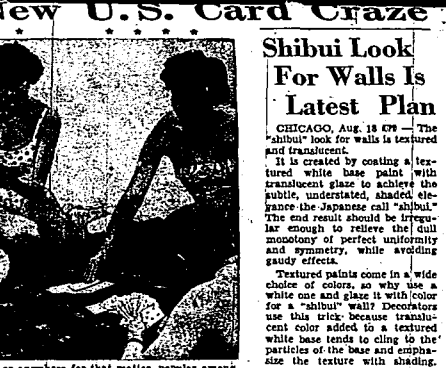 New U.S. Card Craze
* * * * *
Shibui Look
For Walls Is
Latest Plan
CHICAGO, Aug. 18 UPI — The
"shibui" look for walls is textured
and translucent.
It is created by coating a tex-
tured white base paint with
translucent glaze to achieve the
subtle, understated, shaded ele-
gance the Japanese call "shibui."
The end result should be irregu-
lar enough to relieve the dull
monotony of perfect uniformity
and symmetry, while avoiding
gaudy effects.
Textured paints come in a wide
choice of colors, so why use a
white one and glaze it with color
for a "shibui" wall? Decorators
use this trick because translu-
cent color added to a textured
white base tends to cling to the
particles of the base and empha-
size the texture with shading.
anywhere for that matter, popular among